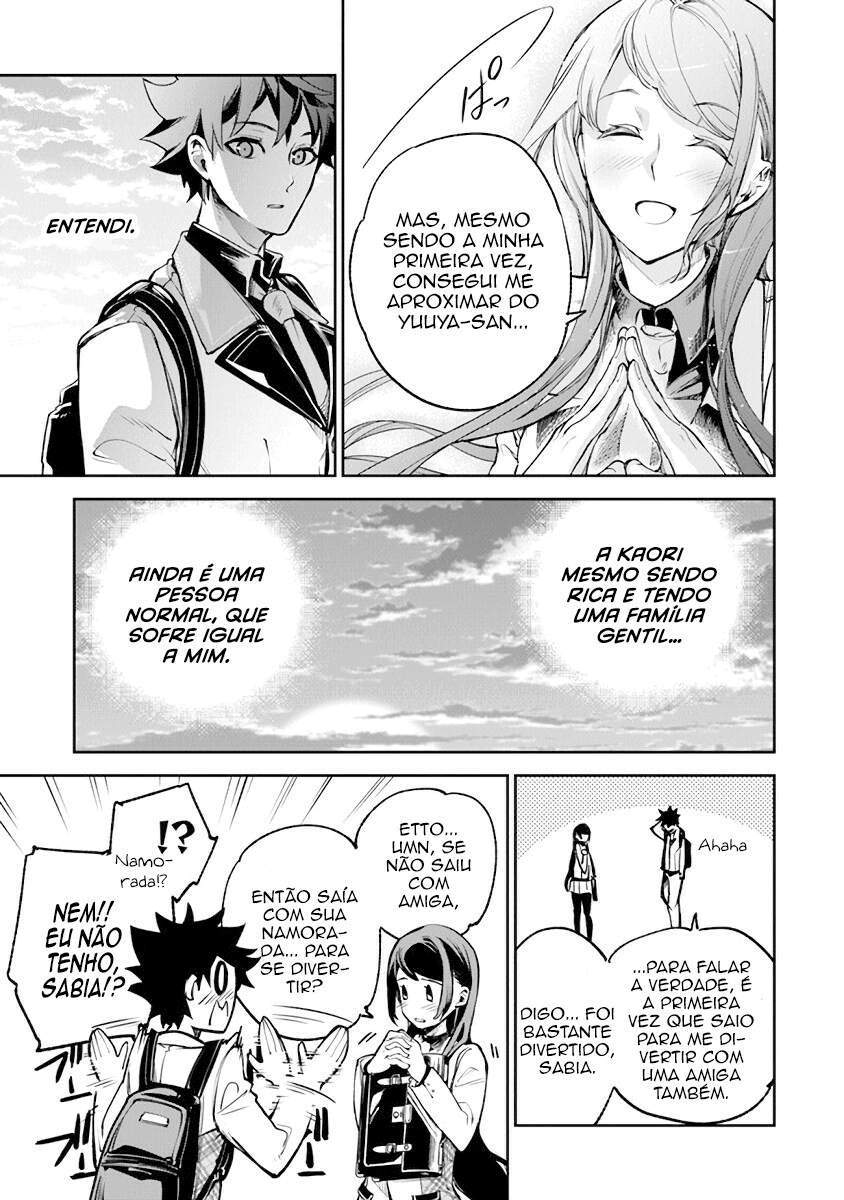 ぱっ
MAS, MESMO
SENDO A MINHA
PRIMEIRA VEZ,
CONSEGUI ME
APROXIMAR DO
YUUYA-SAN...
ENTENDI.
A KAORI
MESMO SENDO
RICA E TENDO
UMA FAMÍLIA
GENTIL...
AINDA É UMA
PESSOA
NORMAL, QUE
SOFRE IGUAL
A MIM.
Ahaha
...PARA FALAR
A VERDADE, É
A PRIMEIRA
VEZ QUE SAIO
PARA ME DI-
VERTIR COM
UMA AMIGA
TAMBÉM.
DIGO... FOI
BASTANTE
DIVERTIDO,
SABIA.
ETTO...
UMN, SE
NÃO SAIU
COM
AMIGA,
ENTÃO SAÍA
COM SUA
NAMORA-
DA... PARA
SE DIVER-
TIR?
!?
Namo-
rada!?
NEM!!
EU NÃO
TENHO,
SABIA!?